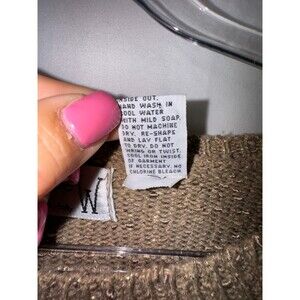 INSIDE OUT.
HAND WASH IN
COOL WATER
WITH MILD SOAP.
DO NOT MACHINE
DRY. RE-SHAPE
AND LAY FLAT
TO DRY. DO NOT
WRING OR TWIST.
COOL IRON INSIDE
OF GARMENT
IF NECESSARY. NO
CHLORINE BLEACH
W